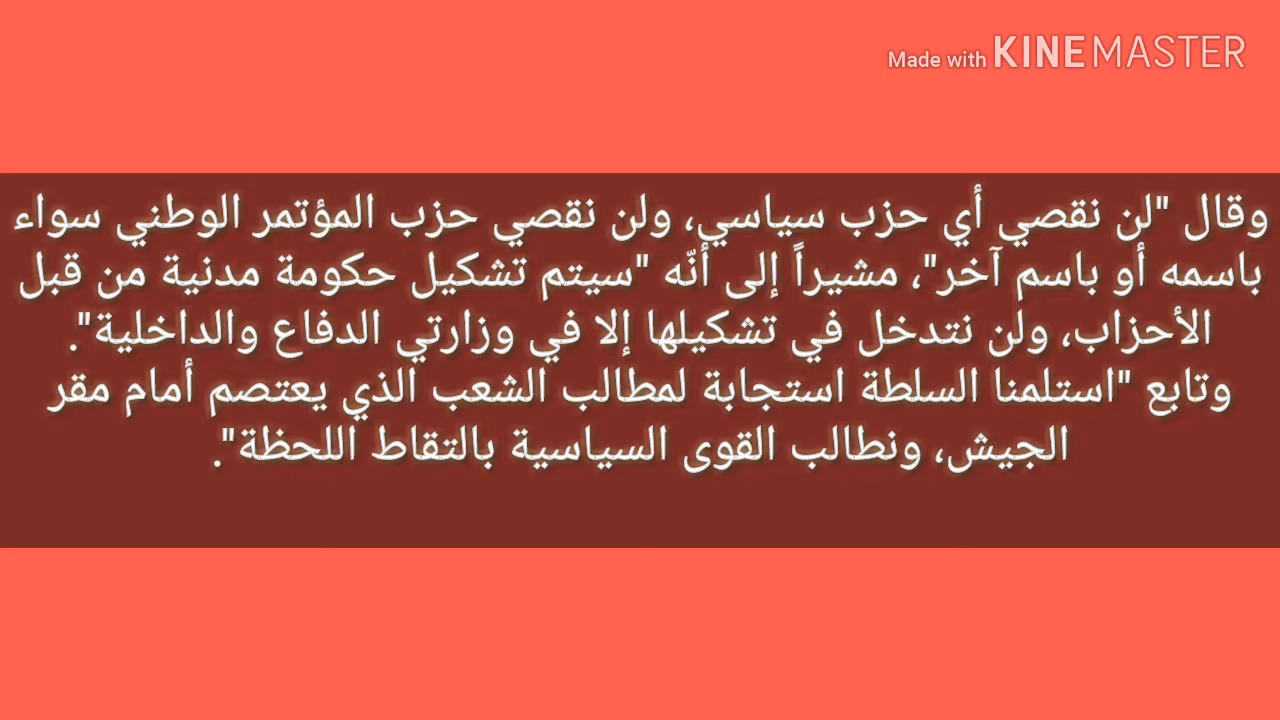 Made with KINEMASTER
وقال "لن نقصي أي حزب سياسي، ولن نقصي حزب المؤتمر الوطني سواء
باسمه أو باسم آخر"، مشيراً إلى أنّه "سيتم تشكيل حكومة مدنية من قبل
الأحزاب، ولن نتدخل في تشكيلها إلا في وزارتي الدفاع والداخلية".
وتابع "استلمنا السلطة استجابة لمطالب الشعب الذي يعتصم أمام مقر
الجيش، ونطالب القوى السياسية بالتقاط اللحظة".